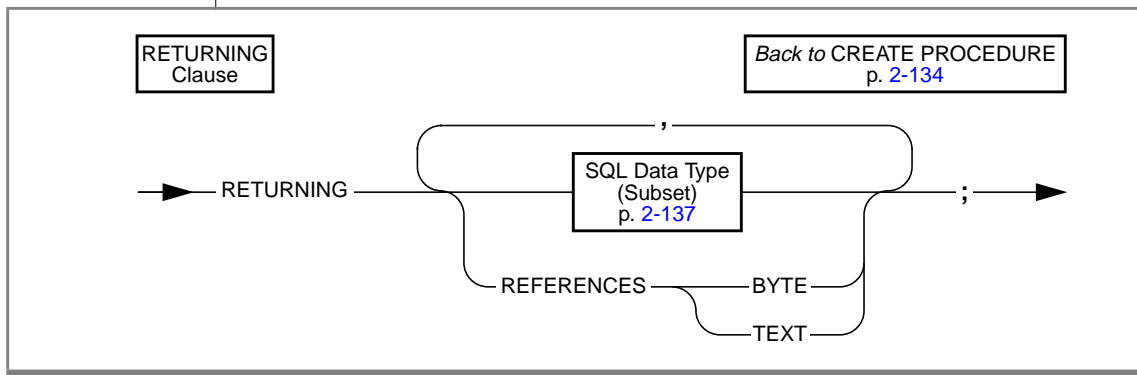 RETURNING
Clause
Back to CREATE PROCEDURE
p. 2-134
,
RETURNING
SQL Data Type
(Subset)
p. 2-137
;
REFERENCES
BYTE
TEXT